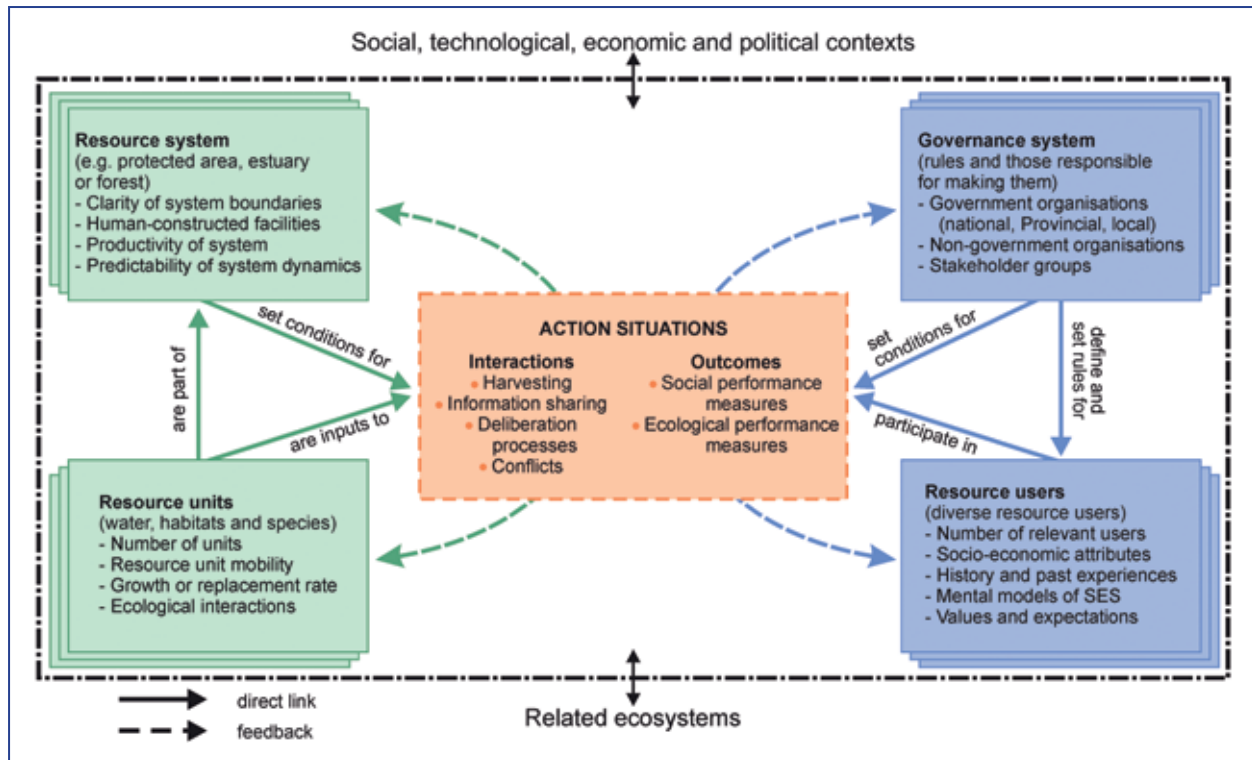 Social, technological, economic and political contexts
Resource system
(e.g. protected area, estuary
or forest)
- Clarity of system boundaries
- Human-constructed facilities
- Productivity of system
- Predictability of system dynamics
Governance system
(rules and those responsible
for making them)
- Government organisations
(national, Provincial, local)
- Non-government organisations
- Stakeholder groups
set conditions for
are part of
are inputs to
ACTION SITUATIONS
Interactions
• Harvesting
• Information sharing
• Deliberation
processes
• Conflicts
Outcomes
• Social performance
measures
• Ecological performance
measures
set
conditions for
define and
set rules for
participate in
Resource units
(water, habitats and species)
- Number of units
- Resource unit mobility
- Growth or replacement rate
- Ecological interactions
Resource users
(diverse resource users)
- Number of relevant users
- Socio-economic attributes
- History and past experiences
- Mental models of SES
- Values and expectations
direct link
feedback
Related ecosystems